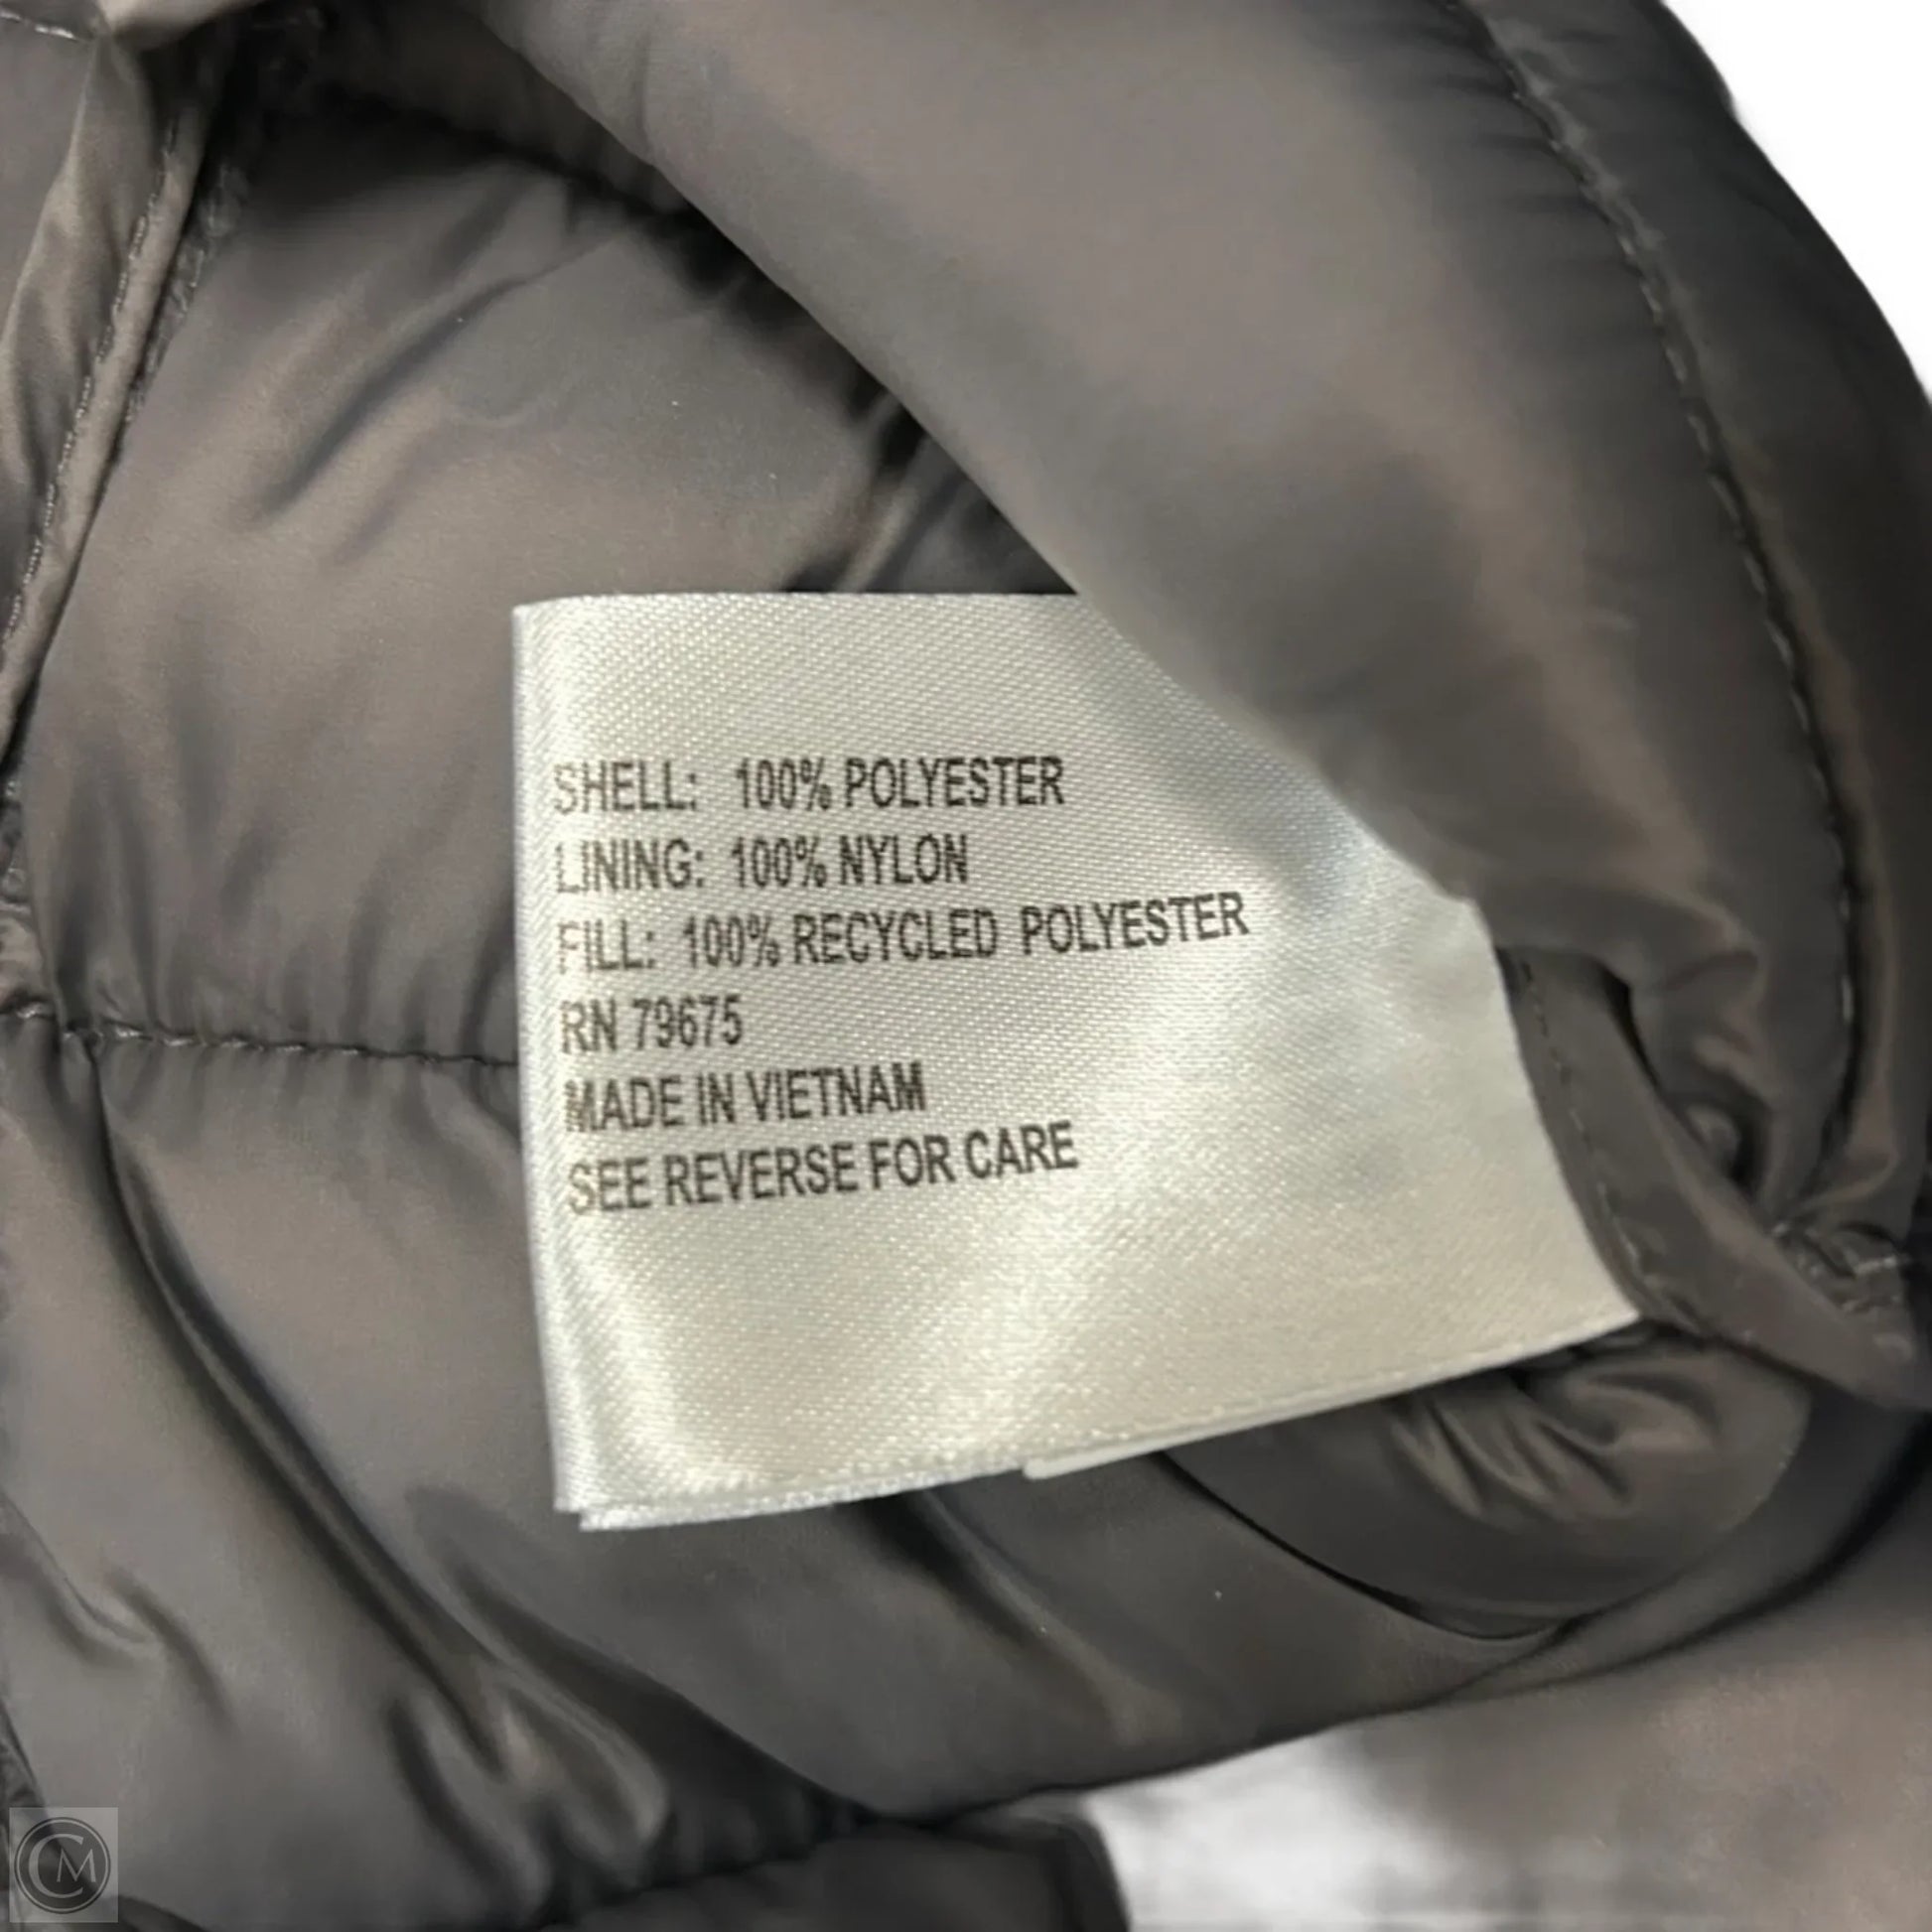 SHELL: 100% POLYESTER
LINING: 100% NYLON
FILL: 100% RECYCLED POLYESTER
RN 79675
MADE IN VIETNAM
SEE REVERSE FOR CARE
CM